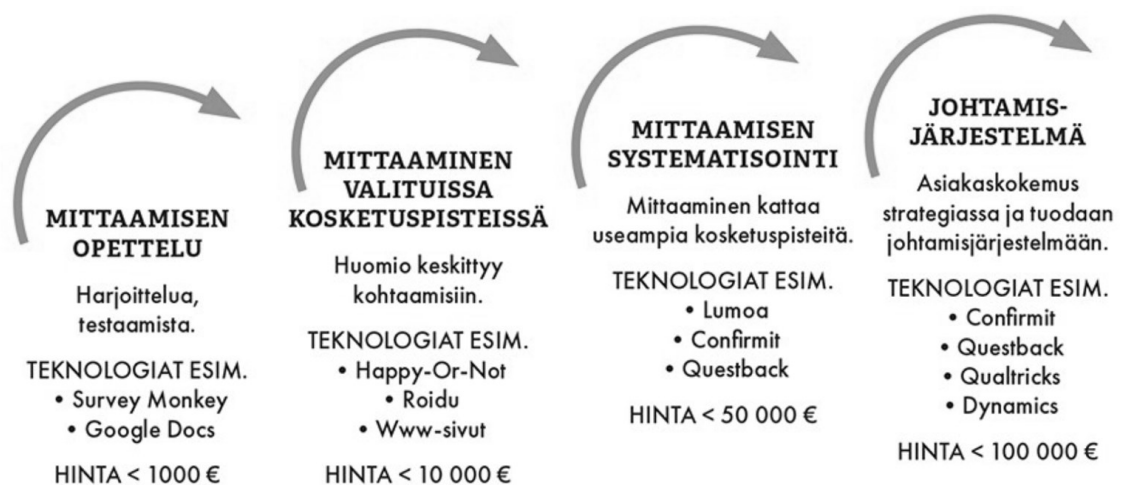 MITTAAMISEN
OPETTELU
Harjoittelua,
testaamista.
TEKNOLOGIAT ESIM.
• Survey Monkey
• Google Docs
HINTA < 1000 €
MITTAAMINEN
VALITUISSA
KOSKETUSPISTEISSÄ
Huomio keskittyy
kohtaamisiin.
TEKNOLOGIAT ESIM.
• Happy-Or-Not
• Roidu
• Www-sivut
HINTA < 10 000 €
MITTAAMISEN
SYSTEMATISOINTI
Mittaaminen kattaa
useampia kosketuspisteitä.
TEKNOLOGIAT ESIM.
• Lumoa
• Confirmit
• Questback
HINTA < 50 000 €
JOHTAMIS-
JÄRJESTELMÄ
Asiakaskokemus
strategiassa ja tuodaan
johtamisjärjestelmään.
TEKNOLOGIAT ESIM.
• Confirmit
• Questback
• Qualtricks
• Dynamics
HINTA < 100 000 €